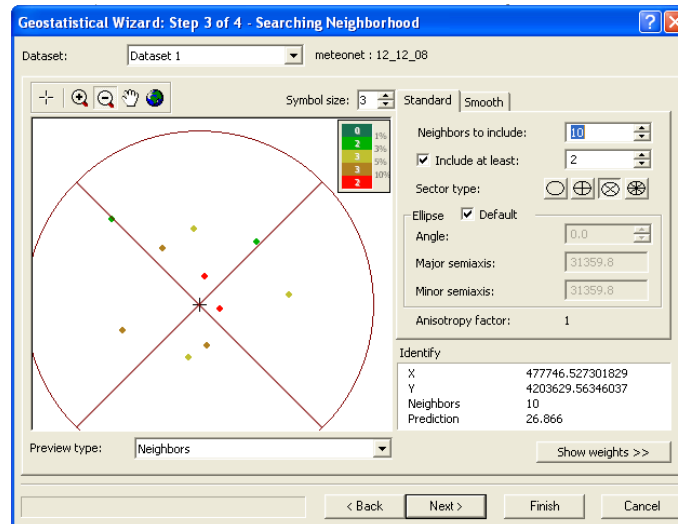 Geostatistical Wizard: Step 3 of 4 - Searching Neighborhood
Dataset: Dataset 1 meteonet : 12_12_08
Symbol size: 3
Standard Smooth
0
2
3
3
2
1%
3%
5%
10%
Neighbors to include: 10
Include at least: 2
Sector type:
Ellipse Default
Angle: 0.0
Major semiaxis: 31359.8
Minor semiaxis: 31359.8
Anisotropy factor: 1
Identify
X 477746.527301829
Y 4203629.56346037
Neighbors 10
Prediction 26.866
Preview type: Neighbors
Show weights >>
< Back Next > Finish Cancel